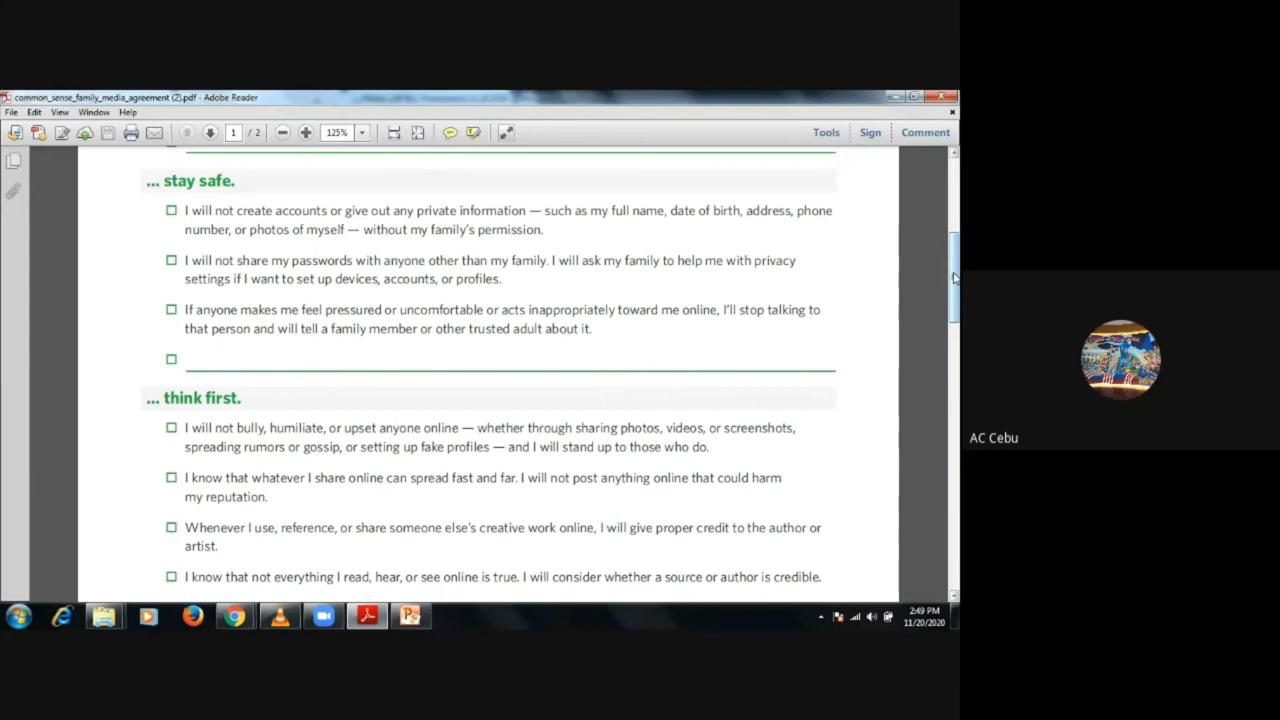 common_sense_family_media_agreement (2).pdf - Adobe Reader
File Edit View Window Help
1 / 2 125% Tools Sign Comment
... stay safe.
I will not create accounts or give out any private information — such as my full name, date of birth, address, phone
number, or photos of myself — without my family's permission.
I will not share my passwords with anyone other than my family. I will ask my family to help me with privacy
settings if I want to set up devices, accounts, or profiles.
If anyone makes me feel pressured or uncomfortable or acts inappropriately toward me online, I'll stop talking to
that person and will tell a family member or other trusted adult about it.
... think first.
I will not bully, humiliate, or upset anyone online — whether through sharing photos, videos, or screenshots,
spreading rumors or gossip, or setting up fake profiles — and I will stand up to those who do.
I know that whatever I share online can spread fast and far. I will not post anything online that could harm
my reputation.
Whenever I use, reference, or share someone else's creative work online, I will give proper credit to the author or
artist.
I know that not everything I read, hear, or see online is true. I will consider whether a source or author is credible.
2:49 PM
11/20/2020
AC Cebu